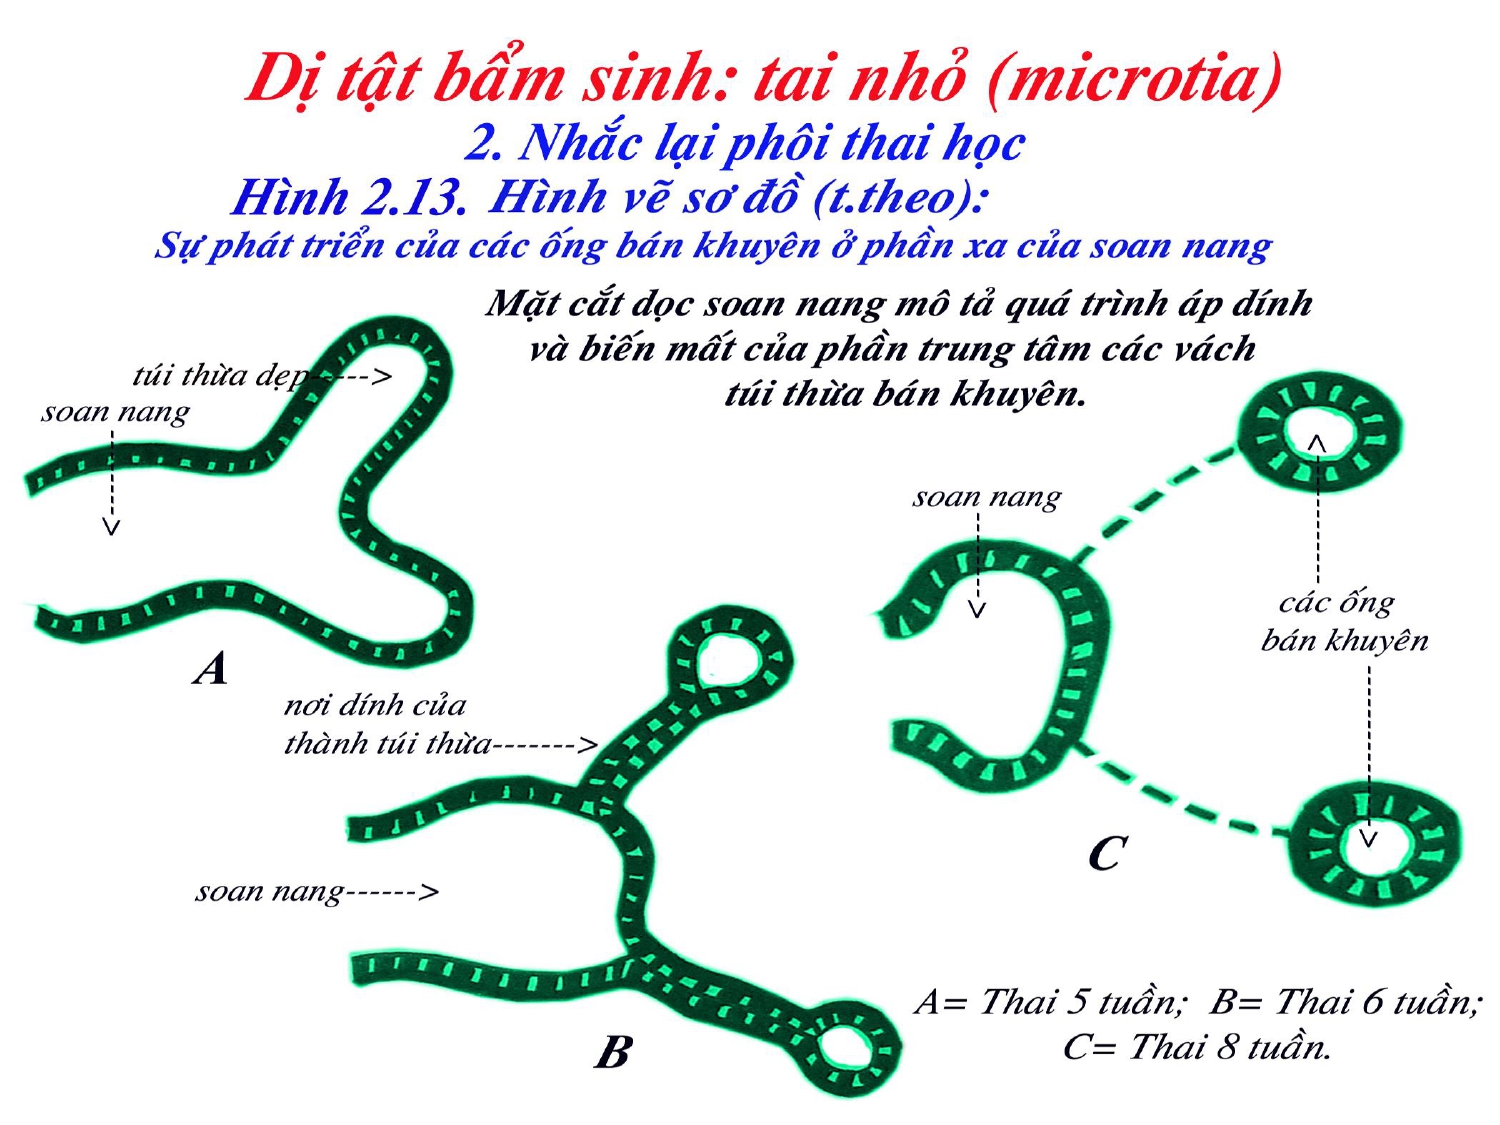 Dị tật bẩm sinh: tai nhỏ (microtia)
2. Nhắc lại phôi thai học
Hình 2.13. Hình vẽ sơ đồ (t.theo):
Sự phát triển của các ống bán khuyên ở phần xa của soan nang
Mặt cắt dọc soan nang mô tả quá trình áp dính
và biến mất của phần trung tâm các vách
túi thừa bán khuyên.
túi thừa dẹp----->
soan nang
A
soan nang
các ống
bán khuyên
nơi dính của
thành túi thừa------->
C
soan nang------>
B
A= Thai 5 tuần; B= Thai 6 tuần;
C= Thai 8 tuần.